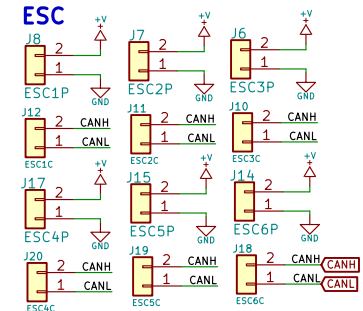 ESC
J8 +V
2
1
ESC1P GND
J7 +V
2
1
ESC2P GND
J6 +V
2
1
ESC3P GND
J12
2 CANH
1 CANL
ESC1C
J11
2 CANH
1 CANL
ESC2C
J10
2 CANH
1 CANL
ESC3C
J17 +V
2
1
ESC4P GND
J15 +V
2
1
ESC5P GND
J14 +V
2
1
ESC6P GND
J20
2 CANH
1 CANL
ESC4C
J19
2 CANH
1 CANL
ESC5C
J18
2 CANH CANH
1 CANL CANL
ESC6C